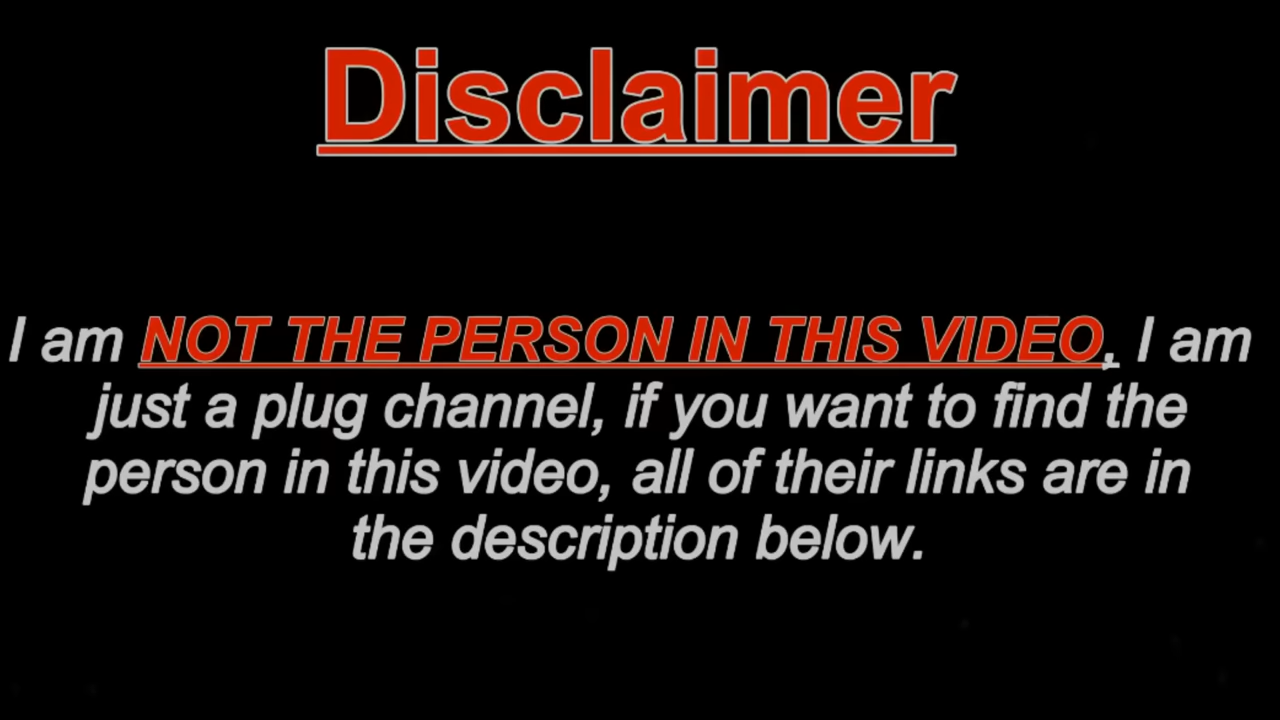 Disclaimer
I am NOT THE PERSON IN THIS VIDEO, I am
just a plug channel, if you want to find the
person in this video, all of their links are in
the description below.